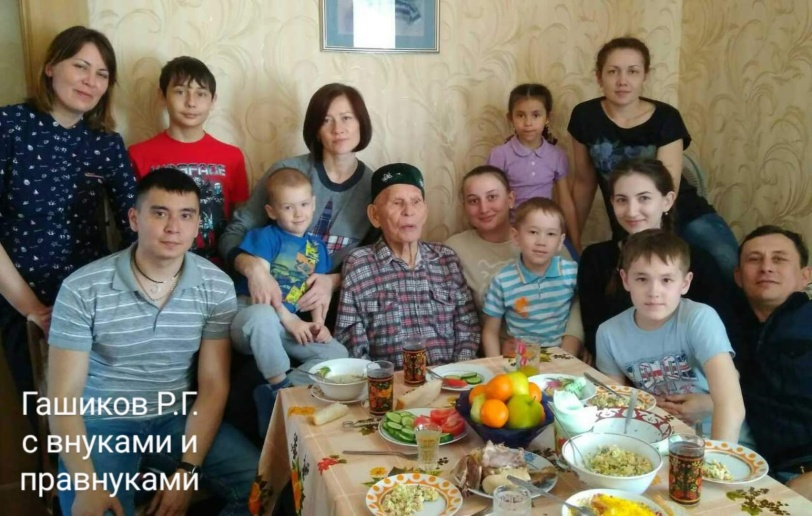 Гашиков Р.Г.
с внуками и
правнуками